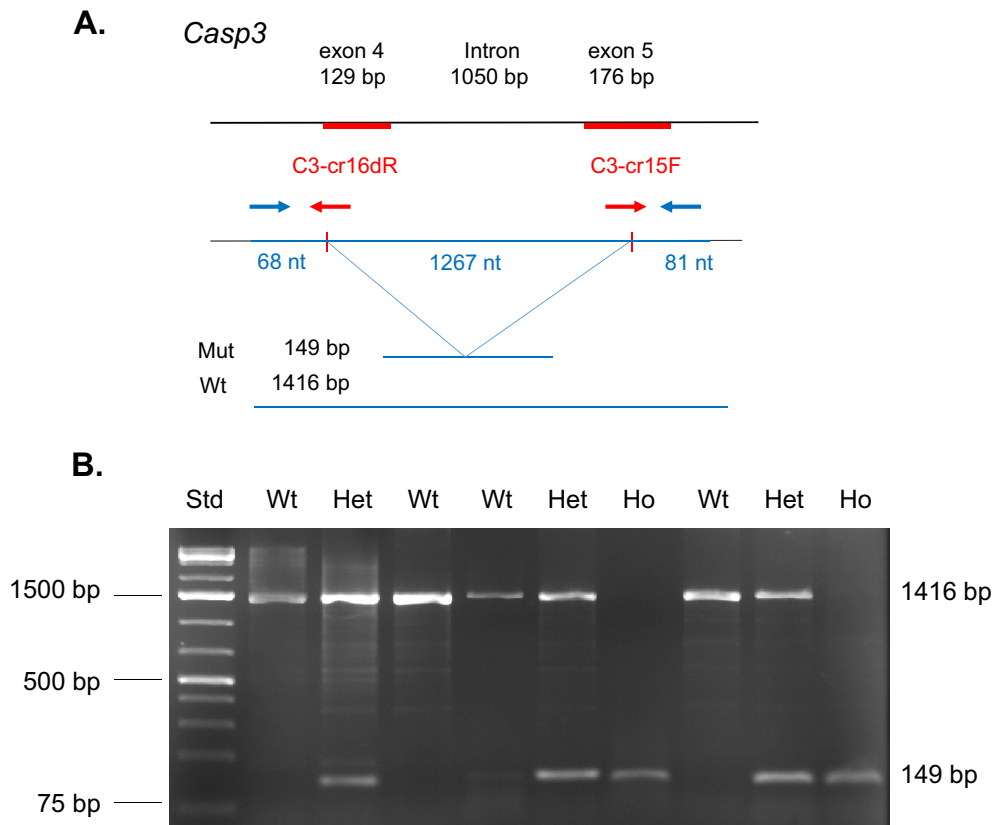 A.
Casp3
exon 4 Intron exon 5
129 bp 1050 bp 176 bp
C3-cr16dR C3-cr15F
68 nt 1267 nt 81 nt
Mut 149 bp
Wt 1416 bp
B.
Std Wt Het Wt Wt Het Ho Wt Het Ho
1500 bp 1416 bp
500 bp
149 bp
75 bp